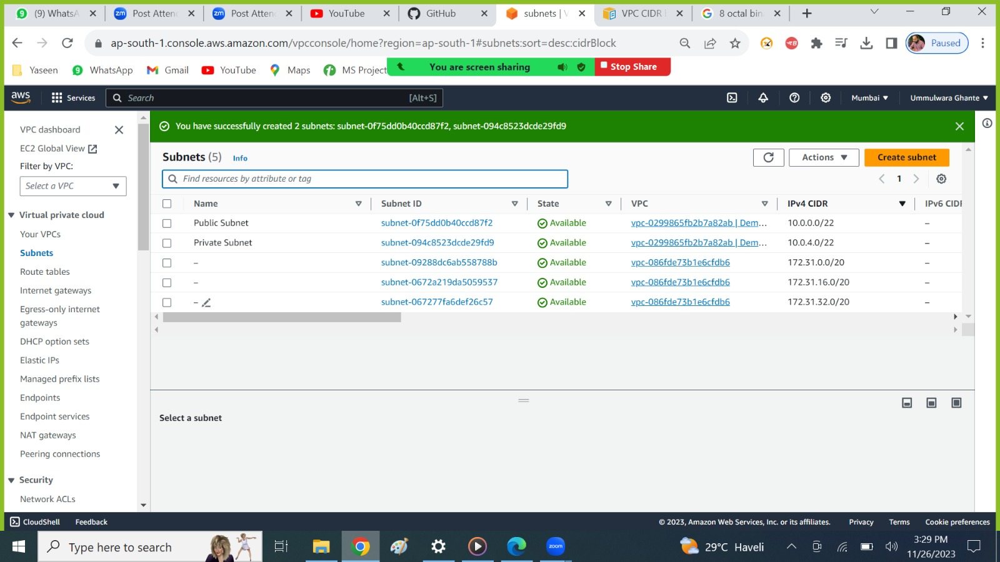 (9) WhatsA
Post Atten
Post Atten
YouTube
GitHub
subnets | V
VPC CIDR
8 octal bin
ap-south-1.console.aws.amazon.com/vpcconsole/home?region=ap-south-1#subnets:sort=desc:cidrBlock
Paused
Yaseen
WhatsApp
Gmail
YouTube
Maps
MS Project
You are screen sharing
Stop Share
aws
Services
Search
[Alt+S]
Mumbai
Ummulwara Ghante
VPC dashboard
EC2 Global View
Filter by VPC:
Select a VPC
Virtual private cloud
Your VPCs
Subnets
Route tables
Internet gateways
Egress-only internet
gateways
DHCP option sets
Elastic IPs
Managed prefix lists
Endpoints
Endpoint services
NAT gateways
Peering connections
Security
Network ACLs
You have successfully created 2 subnets: subnet-0f75dd0b40ccd87f2, subnet-094c8523dcde29fd9
Subnets (5) Info
Actions
Create subnet
Find resources by attribute or tag
1
Name Subnet ID State VPC IPv4 CIDR IPv6 CIDR
Public Subnet subnet-0f75dd0b40ccd87f2 Available vpc-0299865fb2b7a82ab | Dem... 10.0.0.0/22 –
Private Subnet subnet-094c8523dcde29fd9 Available vpc-0299865fb2b7a82ab | Dem... 10.0.4.0/22 –
– subnet-09288dc6ab558788b Available vpc-086fde73b1e6cfdb6 172.31.0.0/20 –
– subnet-0672a219da5059537 Available vpc-086fde73b1e6cfdb6 172.31.16.0/20 –
– subnet-067277fa6def26c57 Available vpc-086fde73b1e6cfdb6 172.31.32.0/20 –
Select a subnet
CloudShell
Feedback
© 2023, Amazon Web Services, Inc. or its affiliates.
Privacy
Terms
Cookie preferences
Type here to search
zoom
29°C Haveli
3:29 PM
11/26/2023